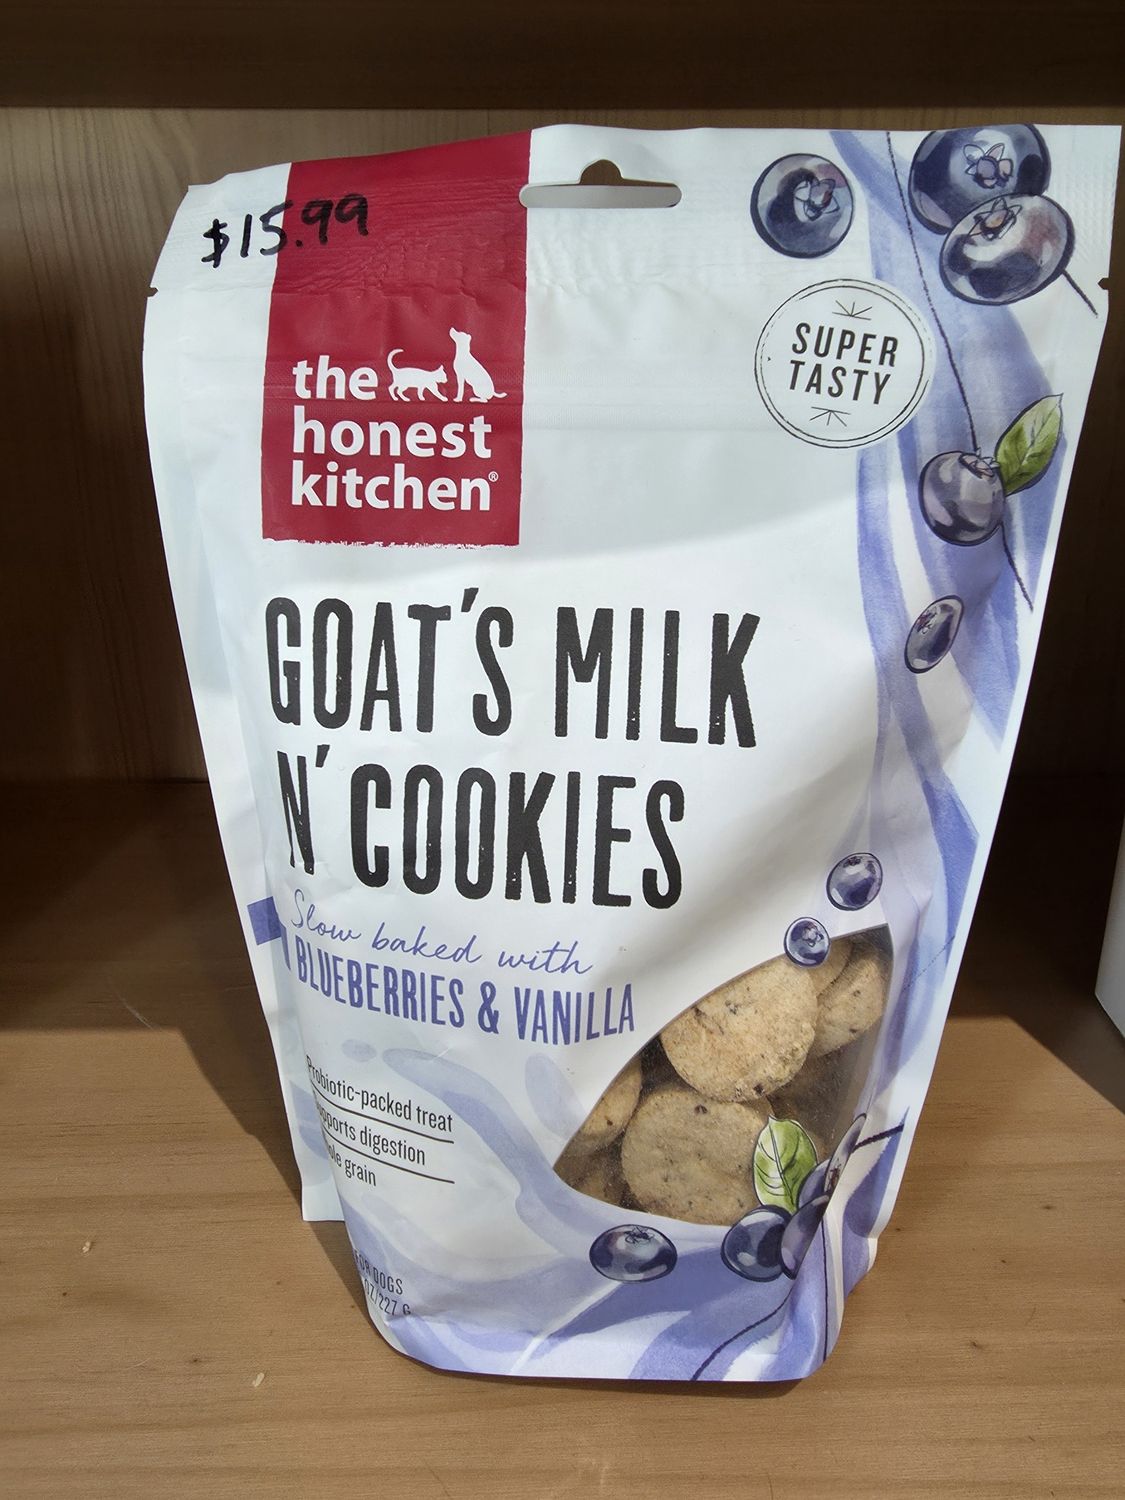 $15.99
the
honest
kitchen®
SUPER
TASTY
GOAT'S MILK
N' COOKIES
Slow baked with
BLUEBERRIES & VANILLA
Probiotic-packed treat
digestion
grain
DOGS
227 G